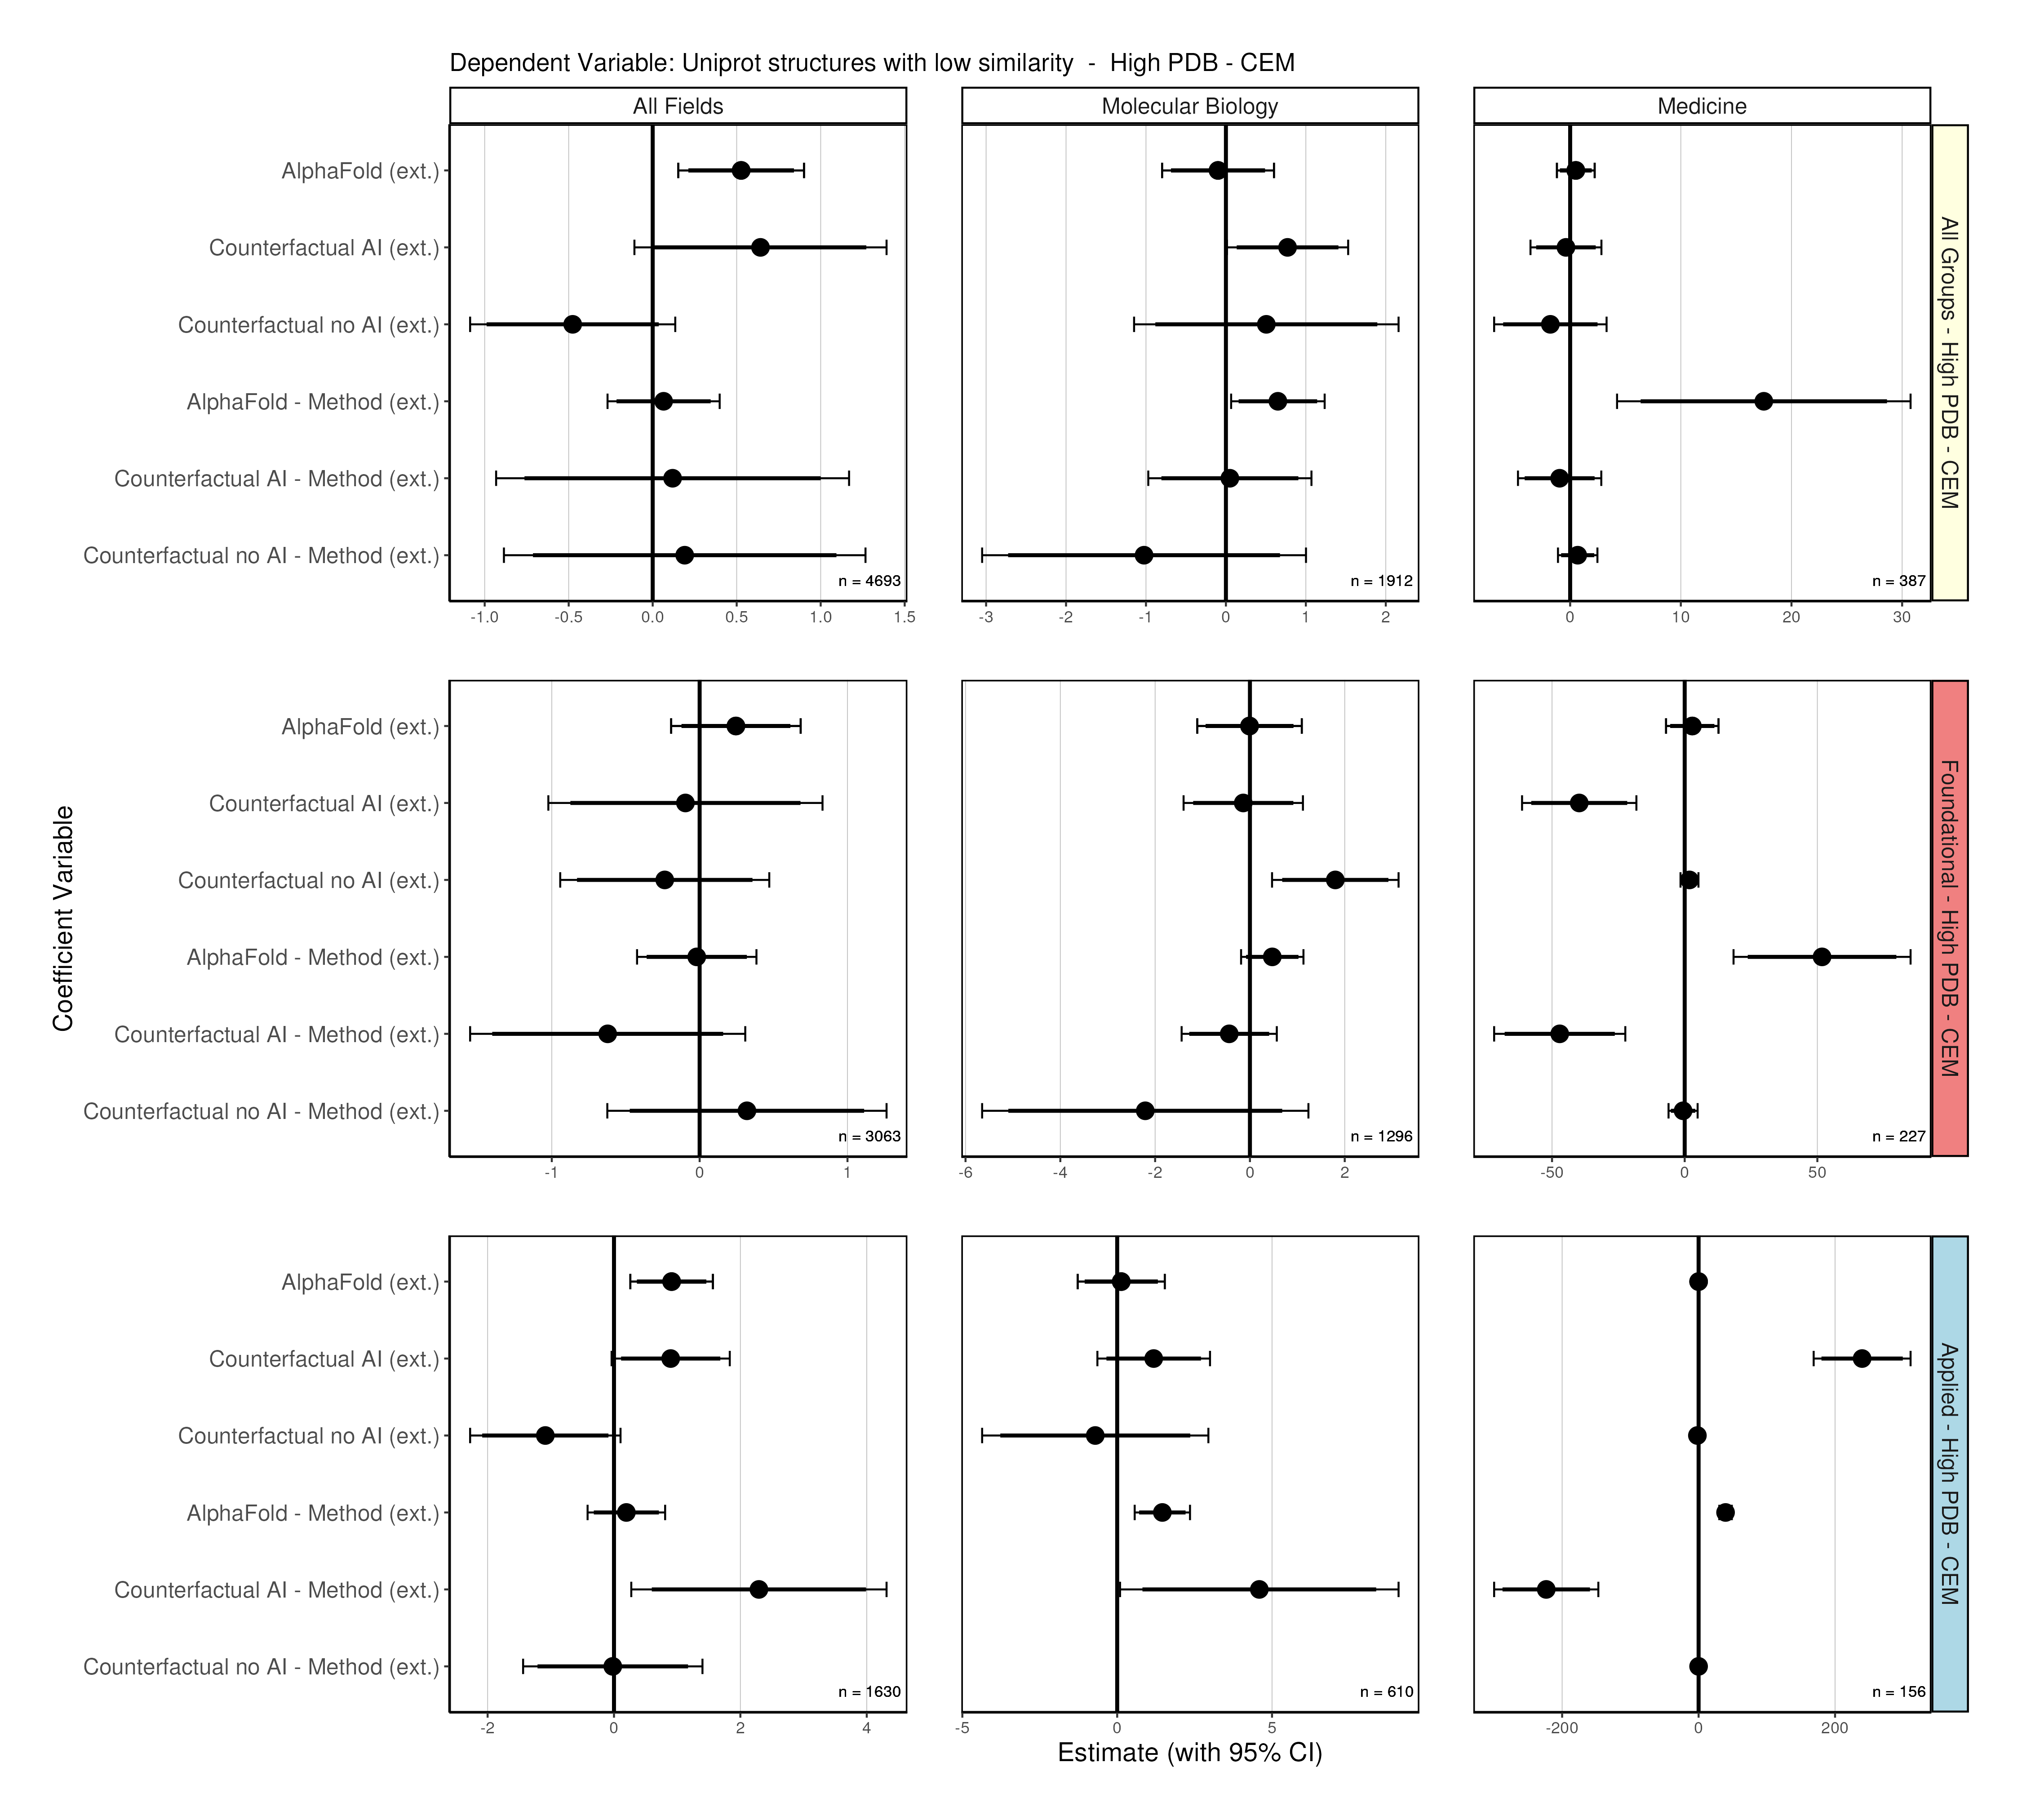 Dependent Variable: Uniprot structures with low similarity - High PDB - CEM
All Fields
Molecular Biology
Medicine
AlphaFold (ext.)
Counterfactual AI (ext.)
Counterfactual no AI (ext.)
AlphaFold - Method (ext.)
Counterfactual AI - Method (ext.)
Counterfactual no AI - Method (ext.)
n = 4693
n = 1912
n = 387
-1.0 -0.5 0.0 0.5 1.0 1.5
-3 -2 -1 0 1 2
0 10 20 30
All Groups - High PDB - CEM
Coefficient Variable
AlphaFold (ext.)
Counterfactual AI (ext.)
Counterfactual no AI (ext.)
AlphaFold - Method (ext.)
Counterfactual AI - Method (ext.)
Counterfactual no AI - Method (ext.)
n = 3063
n = 1296
n = 227
-1 0 1
-6 -4 -2 0 2
-50 0 50
Foundational - High PDB - CEM
AlphaFold (ext.)
Counterfactual AI (ext.)
Counterfactual no AI (ext.)
AlphaFold - Method (ext.)
Counterfactual AI - Method (ext.)
Counterfactual no AI - Method (ext.)
n = 1630
n = 610
n = 156
-2 0 2 4
-5 0 5
-200 0 200
Applied - High PDB - CEM
Estimate (with 95% CI)